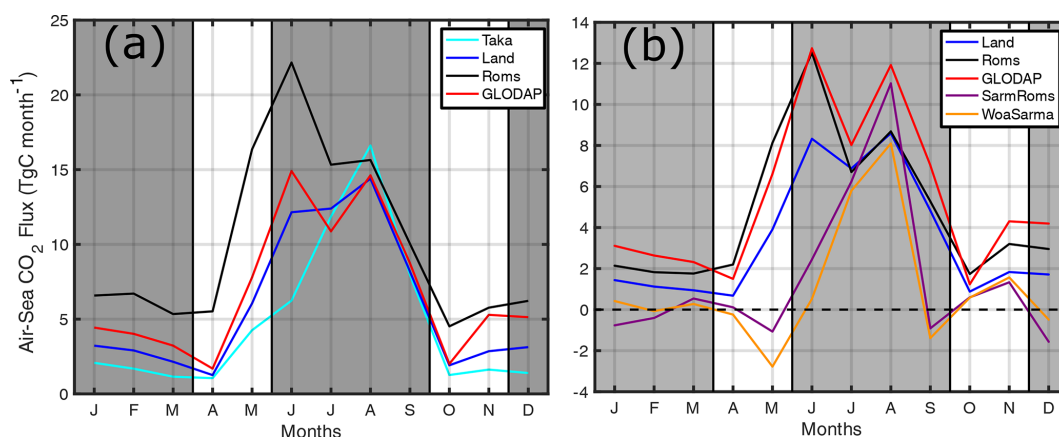 (a)
Air-Sea CO2 Flux (TgC month-1)
25
20
15
10
5
0
Taka
Land
Roms
GLODAP
J F M A M J J A S O N D
Months
(b)
14
12
10
8
6
4
2
0
-2
-4
Land
Roms
GLODAP
SarmRoms
WoaSarma
J F M A M J J A S O N D
Months